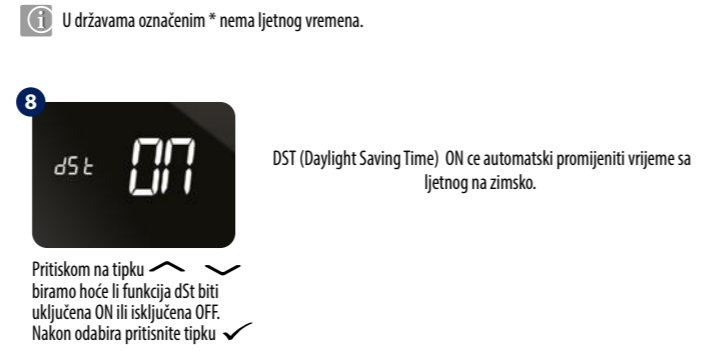 U državama označenim * nema ljetnog vremena.
8
dSt ON
DST (Daylight Saving Time) ON ce automatski promijeniti vrijeme sa
ljetnog na zimsko.
Pritiskom na tipku
biramo hoće li funkcija dSt biti
uključena ON ili isključena OFF.
Nakon odabira pritisnite tipku